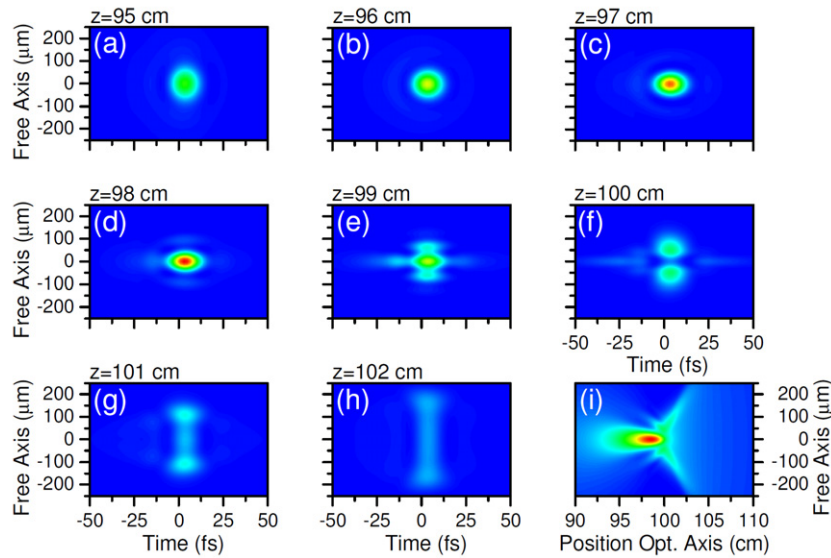 z=95 cm
z=96 cm
z=97 cm
(a)
(b)
(c)
Free Axis (μm)
200
100
0
-100
-200
z=98 cm
z=99 cm
z=100 cm
(d)
(e)
(f)
Free Axis (μm)
200
100
0
-100
-200
-50 -25 0 25 50
Time (fs)
z=101 cm
z=102 cm
(g)
(h)
(i)
Free Axis (μm)
200
100
0
-100
-200
200
100
0
-100
-200
Free Axis (μm)
-50 -25 0 25 50
-50 -25 0 25 50
90 95 100 105 110
Time (fs)
Time (fs)
Position Opt. Axis (cm)